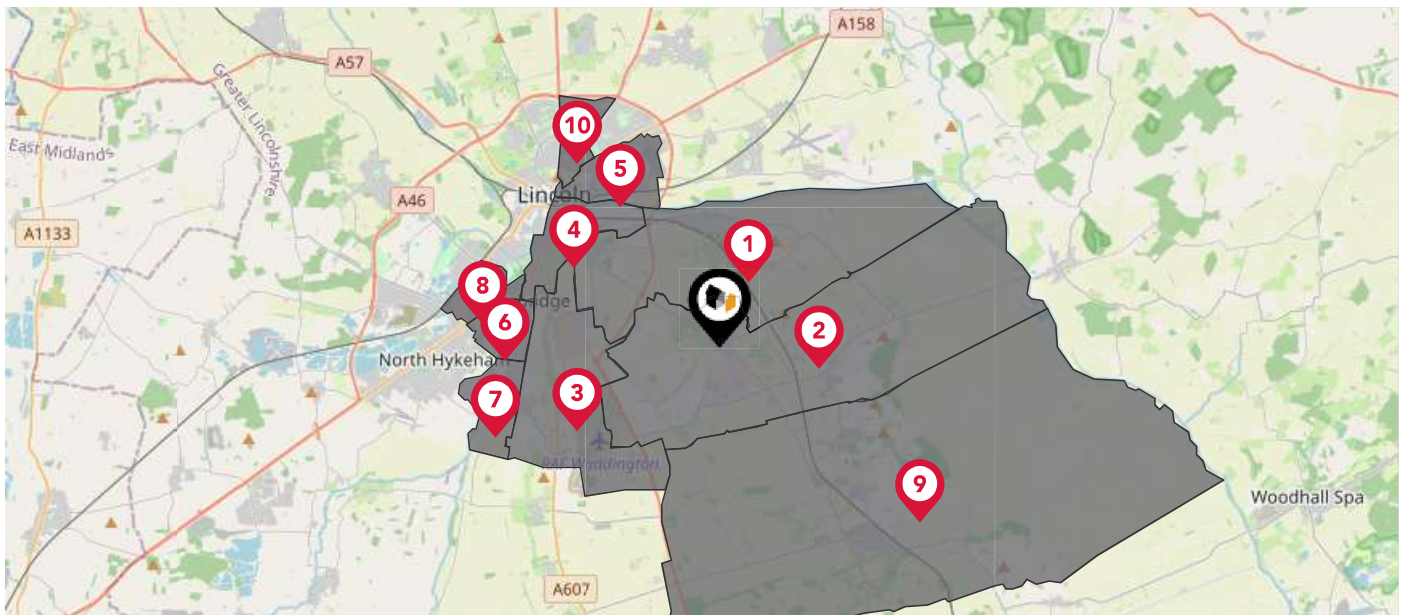 A158
A57
Greater Lincolnshire
East Midlands
10
5
Lincoln
A46
A1133
4
1
8
6
2
North Hykeham
7
3
RAF Waddington
9
Woodhall Spa
A607